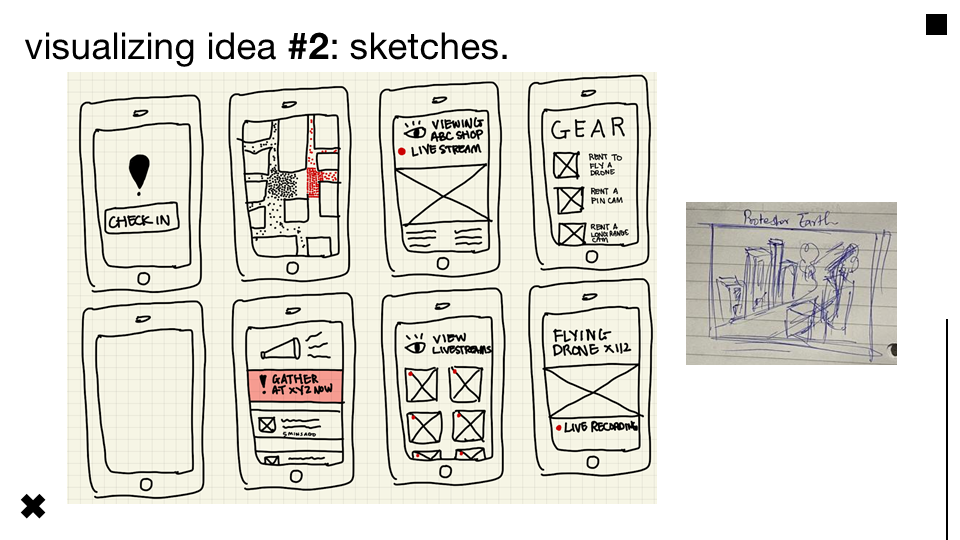 visualizing idea #2: sketches.
CHECK IN
VIEWING
ABC SHOP
LIVE STREAM
GEAR
RENT TO
FLY A
DRONE
RENT A
PIN CAM
RENT A
LONG RANGE
CAM
! GATHER
AT XYZ NOW
5 MINS AGO
VIEW
LIVESTREAMS
FLYING
DRONE X112
LIVE RECORDING
Protester Earth